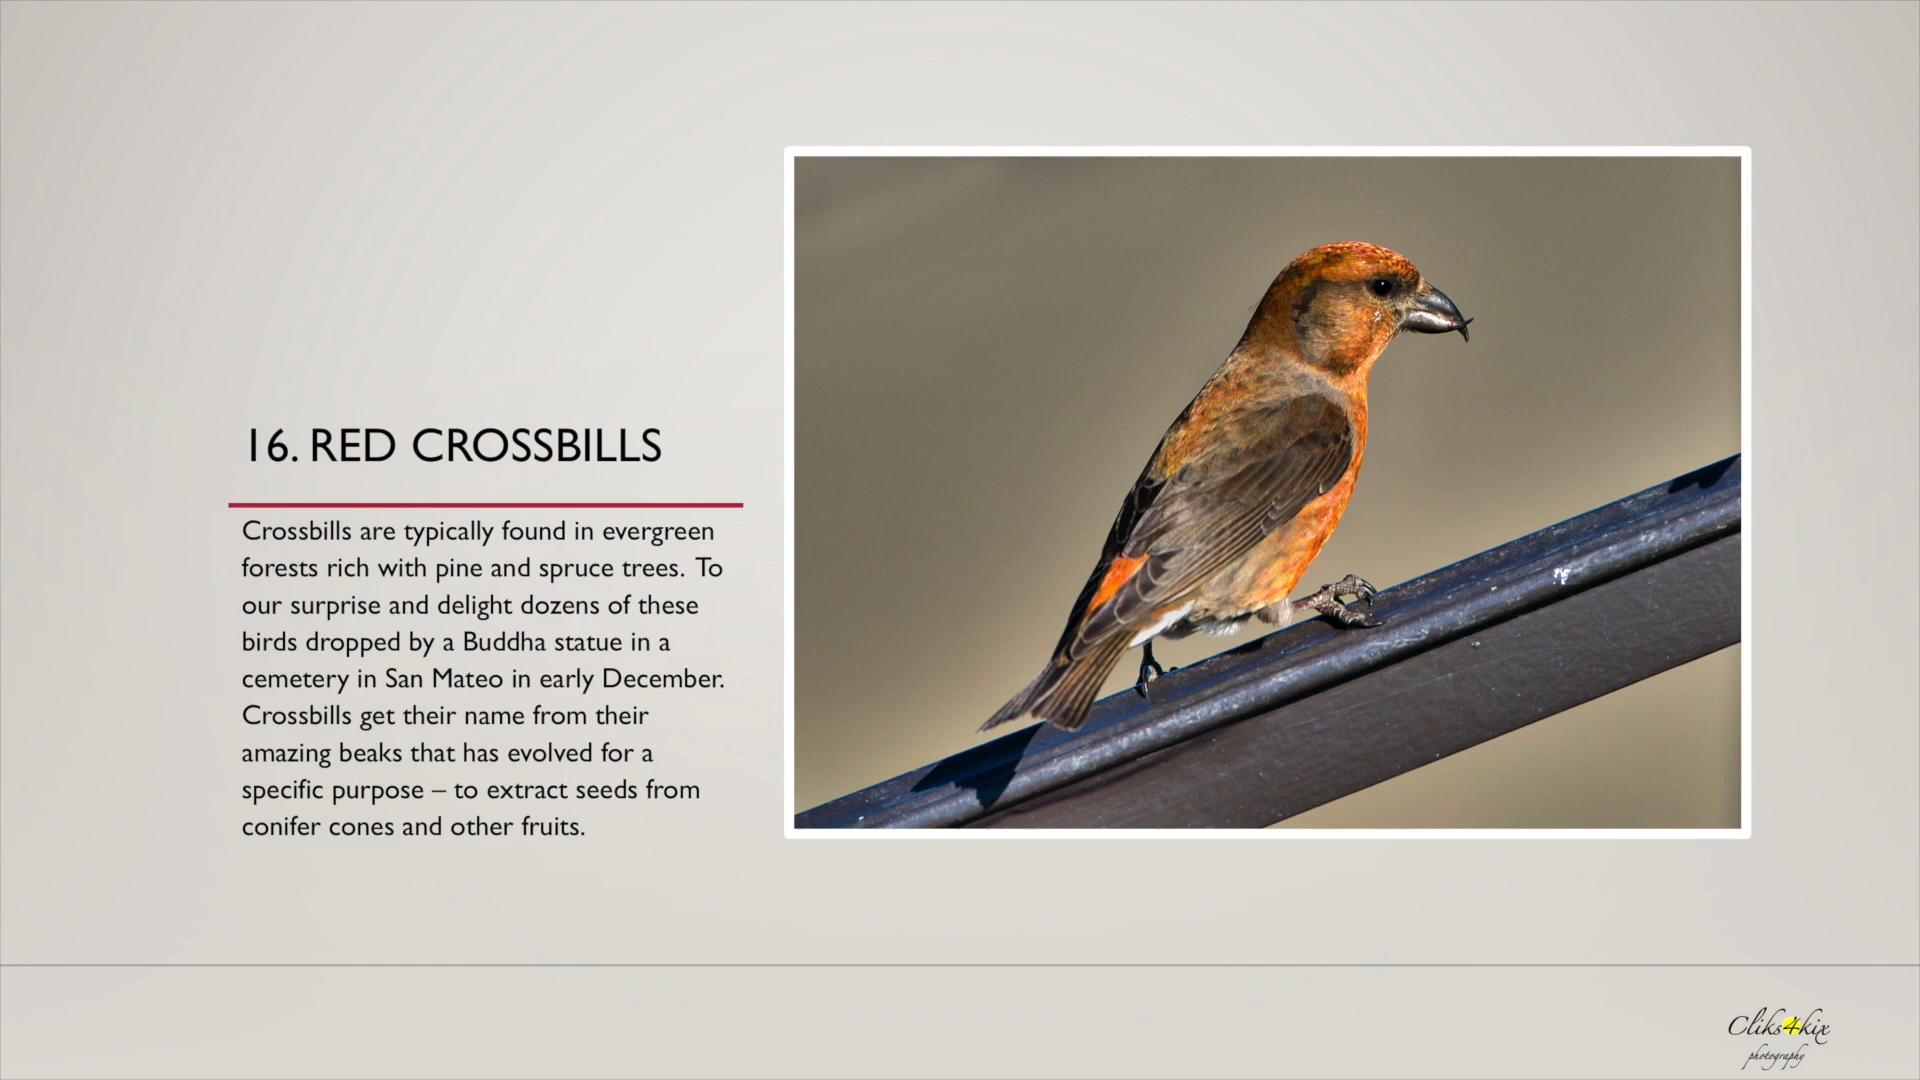 16. RED CROSSBILLS
Crossbills are typically found in evergreen
forests rich with pine and spruce trees. To
our surprise and delight dozens of these
birds dropped by a Buddha statue in a
cemetery in San Mateo in early December.
Crossbills get their name from their
amazing beaks that has evolved for a
specific purpose – to extract seeds from
conifer cones and other fruits.
Cliks4kix
photography